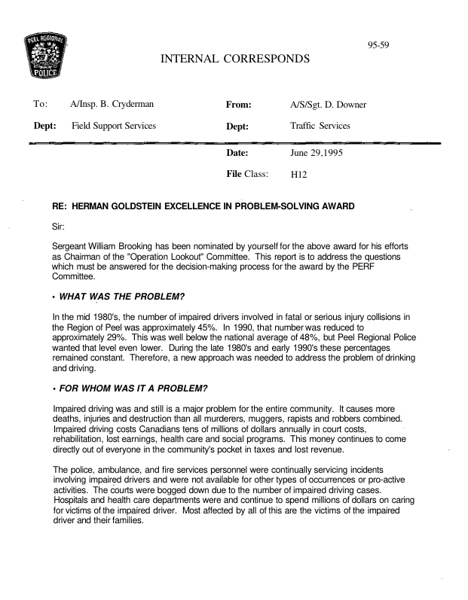 95-59
PEEL REGIONAL
POLICE
INTERNAL CORRESPONDS
To: A/Insp. B. Cryderman From: A/S/Sgt. D. Downer
Dept: Field Support Services Dept: Traffic Services
Date: June 29,1995
File Class: H12
RE: HERMAN GOLDSTEIN EXCELLENCE IN PROBLEM-SOLVING AWARD
Sir:
Sergeant William Brooking has been nominated by yourself for the above award for his efforts
as Chairman of the "Operation Lookout" Committee. This report is to address the questions
which must be answered for the decision-making process for the award by the PERF
Committee.
• WHAT WAS THE PROBLEM?
In the mid 1980's, the number of impaired drivers involved in fatal or serious injury collisions in
the Region of Peel was approximately 45%. In 1990, that number was reduced to
approximately 29%. This was well below the national average of 48%, but Peel Regional Police
wanted that level even lower. During the late 1980's and early 1990's these percentages
remained constant. Therefore, a new approach was needed to address the problem of drinking
and driving.
• FOR WHOM WAS IT A PROBLEM?
Impaired driving was and still is a major problem for the entire community. It causes more
deaths, injuries and destruction than all murderers, muggers, rapists and robbers combined.
Impaired driving costs Canadians tens of millions of dollars annually in court costs,
rehabilitation, lost earnings, health care and social programs. This money continues to come
directly out of everyone in the community's pocket in taxes and lost revenue.
The police, ambulance, and fire services personnel were continually servicing incidents
involving impaired drivers and were not available for other types of occurrences or pro-active
activities. The courts were bogged down due to the number of impaired driving cases.
Hospitals and health care departments were and continue to spend millions of dollars on caring
for victims of the impaired driver. Most affected by all of this are the victims of the impaired
driver and their families.